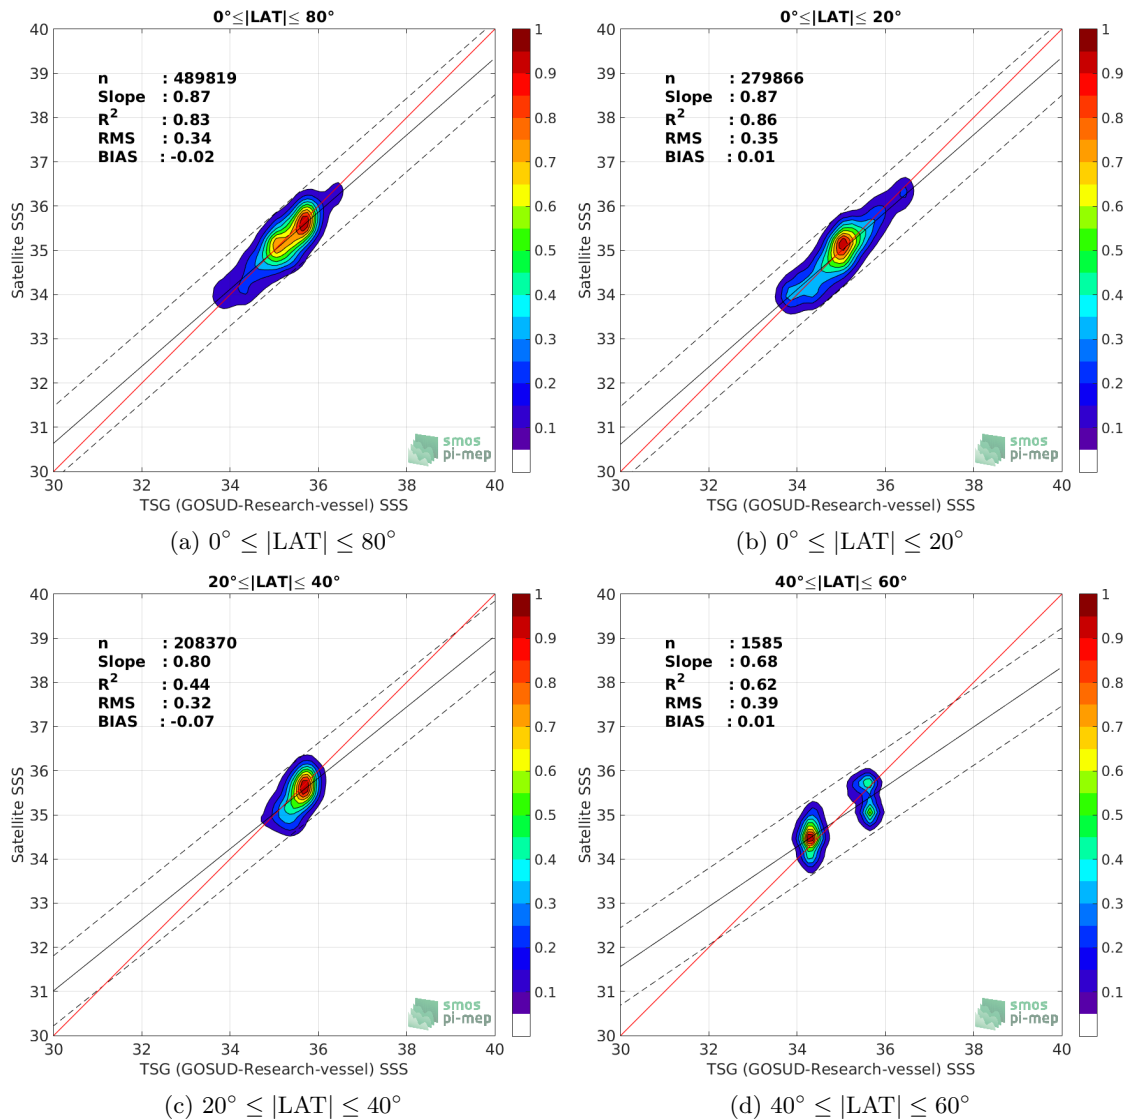 0°≤|LAT|≤ 80°
40
39
38
37
36
35
34
33
32
31
30
30
32
34
36
38
40
Satellite SSS
TSG (GOSUD-Research-vessel) SSS
n : 489819
Slope : 0.87
R² : 0.83
RMS : 0.34
BIAS : -0.02
1
0.9
0.8
0.7
0.6
0.5
0.4
0.3
0.2
0.1
smos
pi-mep
(a) 0° ≤ |LAT| ≤ 80°
0°≤|LAT|≤ 20°
40
39
38
37
36
35
34
33
32
31
30
30
32
34
36
38
40
Satellite SSS
TSG (GOSUD-Research-vessel) SSS
n : 279866
Slope : 0.87
R² : 0.86
RMS : 0.35
BIAS : 0.01
1
0.9
0.8
0.7
0.6
0.5
0.4
0.3
0.2
0.1
smos
pi-mep
(b) 0° ≤ |LAT| ≤ 20°
20°≤|LAT|≤ 40°
40
39
38
37
36
35
34
33
32
31
30
30
32
34
36
38
40
Satellite SSS
TSG (GOSUD-Research-vessel) SSS
n : 208370
Slope : 0.80
R² : 0.44
RMS : 0.32
BIAS : -0.07
1
0.9
0.8
0.7
0.6
0.5
0.4
0.3
0.2
0.1
smos
pi-mep
(c) 20° ≤ |LAT| ≤ 40°
40°≤|LAT|≤ 60°
40
39
38
37
36
35
34
33
32
31
30
30
32
34
36
38
40
Satellite SSS
TSG (GOSUD-Research-vessel) SSS
n : 1585
Slope : 0.68
R² : 0.62
RMS : 0.39
BIAS : 0.01
1
0.9
0.8
0.7
0.6
0.5
0.4
0.3
0.2
0.1
smos
pi-mep
(d) 40° ≤ |LAT| ≤ 60°